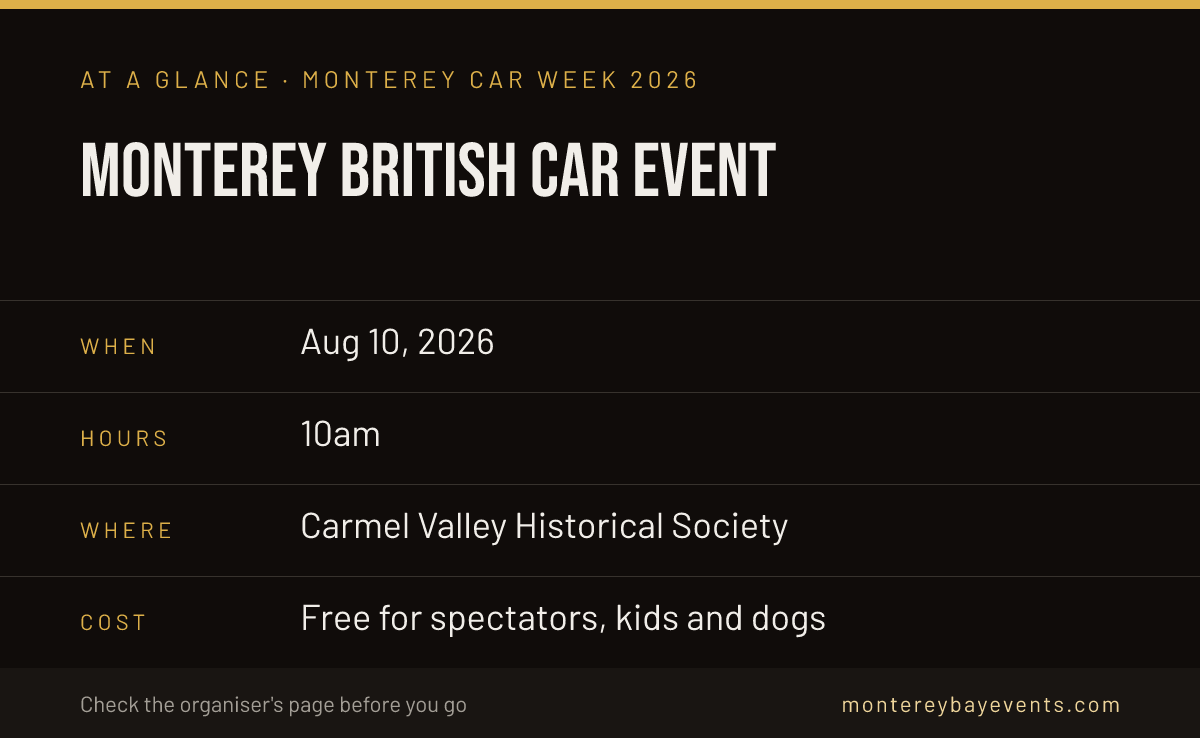 AT A GLANCE · MONTEREY CAR WEEK 2026
MONTEREY BRITISH CAR EVENT
WHEN Aug 10, 2026
HOURS 10am
WHERE Carmel Valley Historical Society
COST Free for spectators, kids and dogs
Check the organiser's page before you go montereybayevents.com